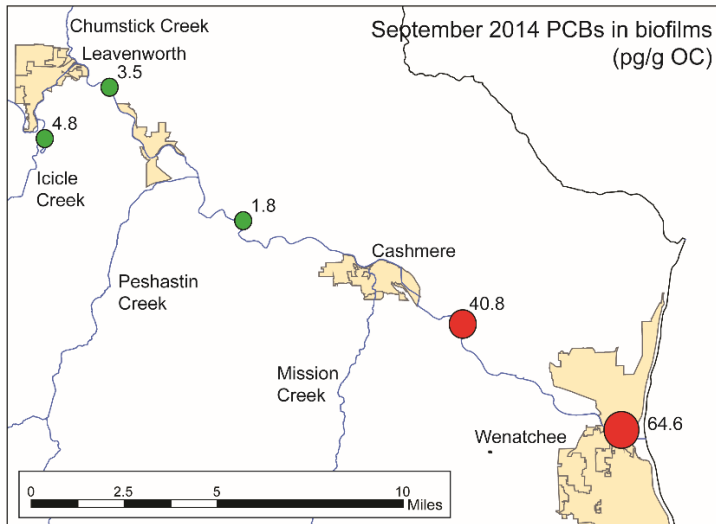 Chumstick Creek
September 2014 PCBs in biofilms
(pg/g OC)
Leavenworth
3.5
4.8
Icicle
Creek
1.8
Peshastin
Creek
Cashmere
40.8
Mission
Creek
Wenatchee
64.6
0 2.5 5 10
Miles